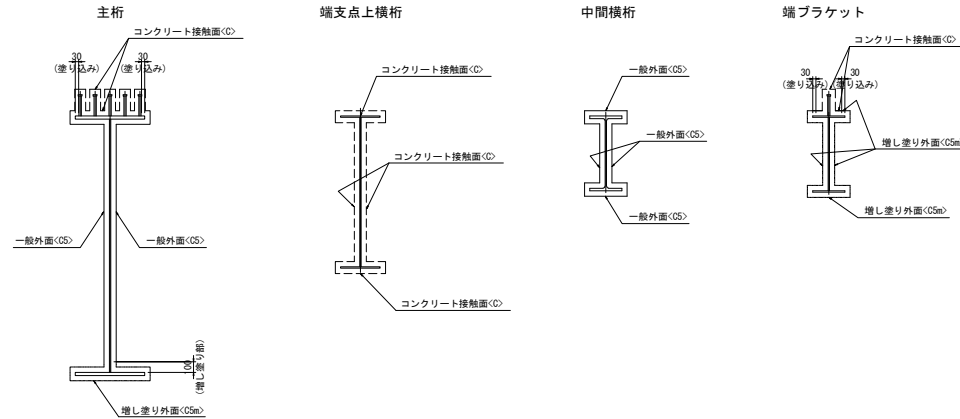 主桁
コンクリート接触面<C>
30
30
(塗り込み)
(塗り込み)
一般外面<C5>
一般外面<C5>
100
(増し塗り部)
増し塗り外面<C5m>
端支点上横桁
コンクリート接触面<C>
コンクリート接触面<C>
コンクリート接触面<C>
中間横桁
一般外面<C5>
一般外面<C5>
一般外面<C5>
端ブラケット
コンクリート接触面<C>
30
30
(塗り込み)
(塗り込み)
増し塗り外面<C5m
増し塗り外面<C5m>